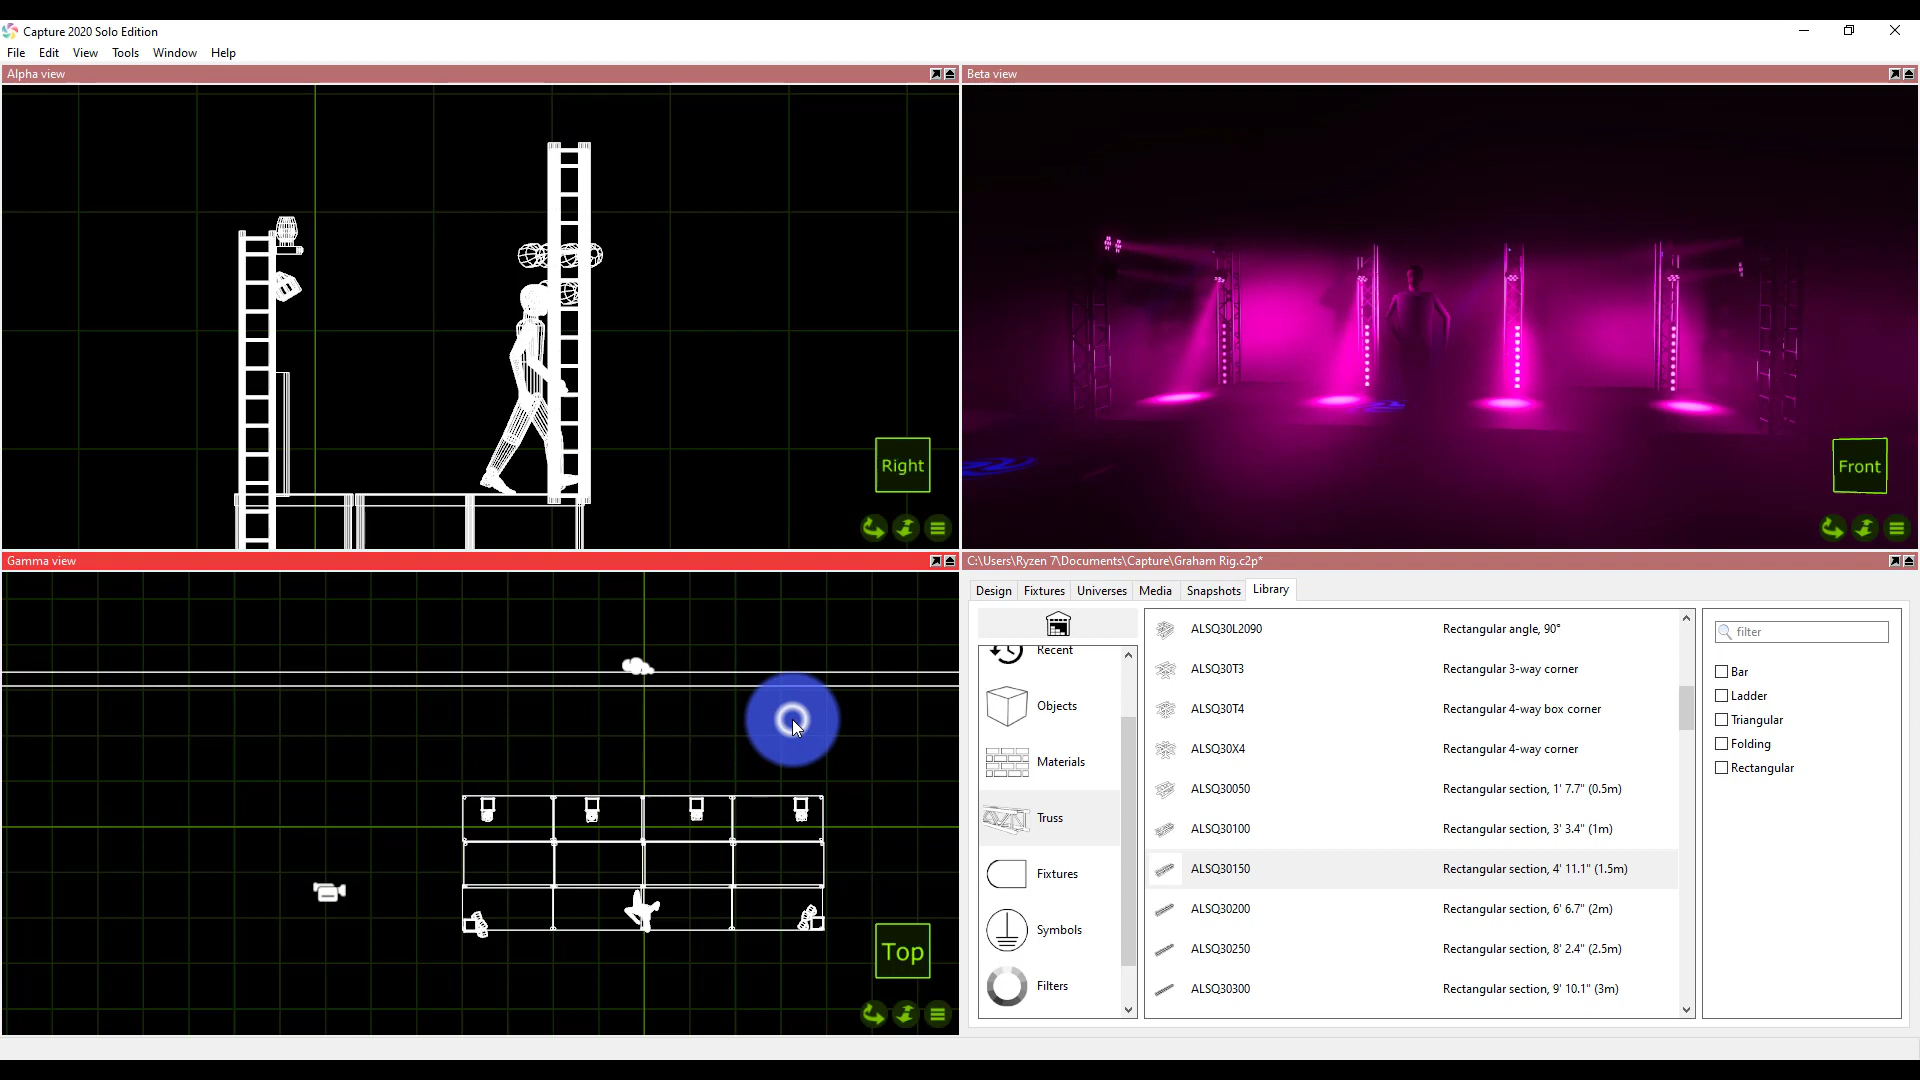 Capture 2020 Solo Edition
File Edit View Tools Window Help
Alpha view
Beta view
Right
Front
Gamma view
C:\Users\Ryzen 7\Documents\Capture\Graham Rig.c2p*
Design Fixtures Universes Media Snapshots Library
Recent
Objects
Materials
Truss
Fixtures
Symbols
Filters
ALSQ30L2090 Rectangular angle, 90°
ALSQ30T3 Rectangular 3-way corner
ALSQ30T4 Rectangular 4-way box corner
ALSQ30X4 Rectangular 4-way corner
ALSQ30050 Rectangular section, 1' 7.7" (0.5m)
ALSQ30100 Rectangular section, 3' 3.4" (1m)
ALSQ30150 Rectangular section, 4' 11.1" (1.5m)
ALSQ30200 Rectangular section, 6' 6.7" (2m)
ALSQ30250 Rectangular section, 8' 2.4" (2.5m)
ALSQ30300 Rectangular section, 9' 10.1" (3m)
filter
Bar
Ladder
Triangular
Folding
Rectangular
Top